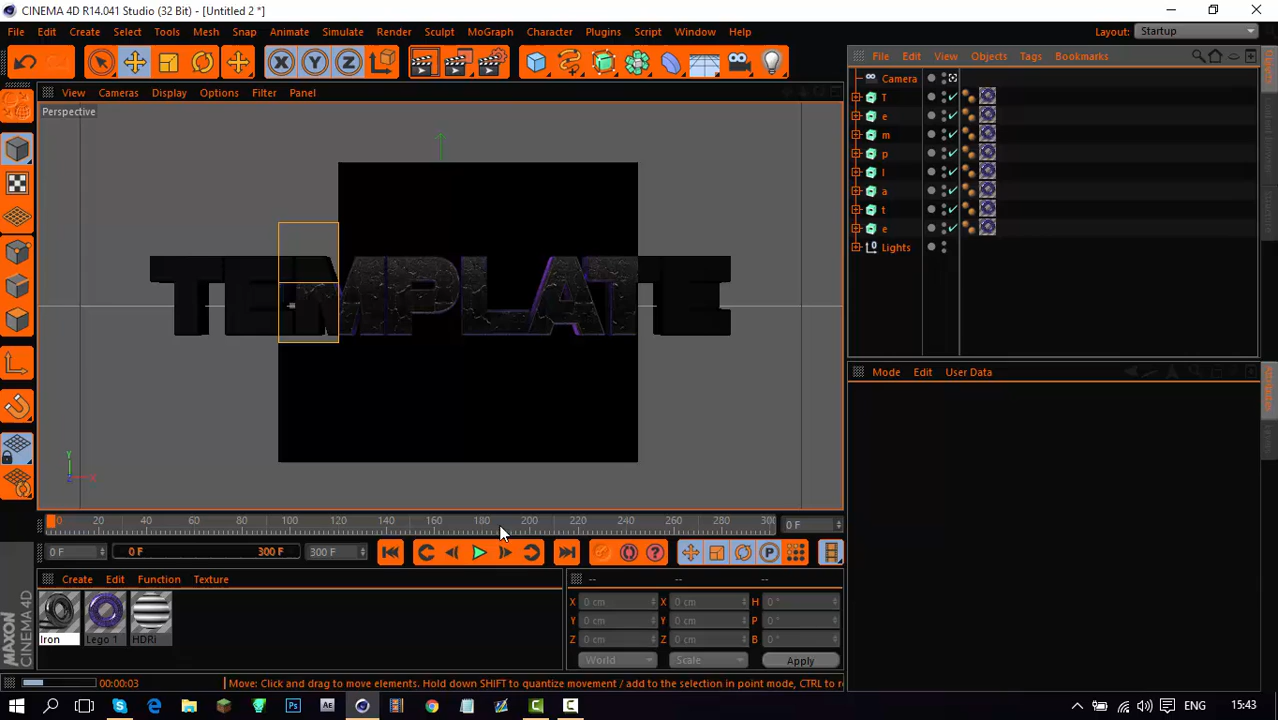 CINEMA 4D R14.041 Studio (32 Bit) - [Untitled 2 *]
File Edit Create Select Tools Mesh Snap Animate Simulate Render Sculpt MoGraph Character Plugins Script Window Help Layout: Startup
X Y Z
View Cameras Display Options Filter Panel
File Edit View Objects Tags Bookmarks
Perspective
Camera
T
e
m
p
l
a
t
e
0 Lights
TEMPLATE
Y
X
Z
Mode Edit User Data
0 20 40 60 80 100 120 140 160 180 200 220 240 260 280 300 0 F
0 F 0 F 300 F 300 F
Create Edit Function Texture
-- -- --
Iron Lego 1 HDRi
X 0 cm X 0 cm H 0 °
Y 0 cm Y 0 cm P 0 °
Z 0 cm Z 0 cm B 0 °
World Scale Apply
MAXON CINEMA 4D
00:00:03 Move: Click and drag to move elements. Hold down SHIFT to quantize movement / add to the selection in point mode, CTRL to r
Ps Ae ENG 15:43